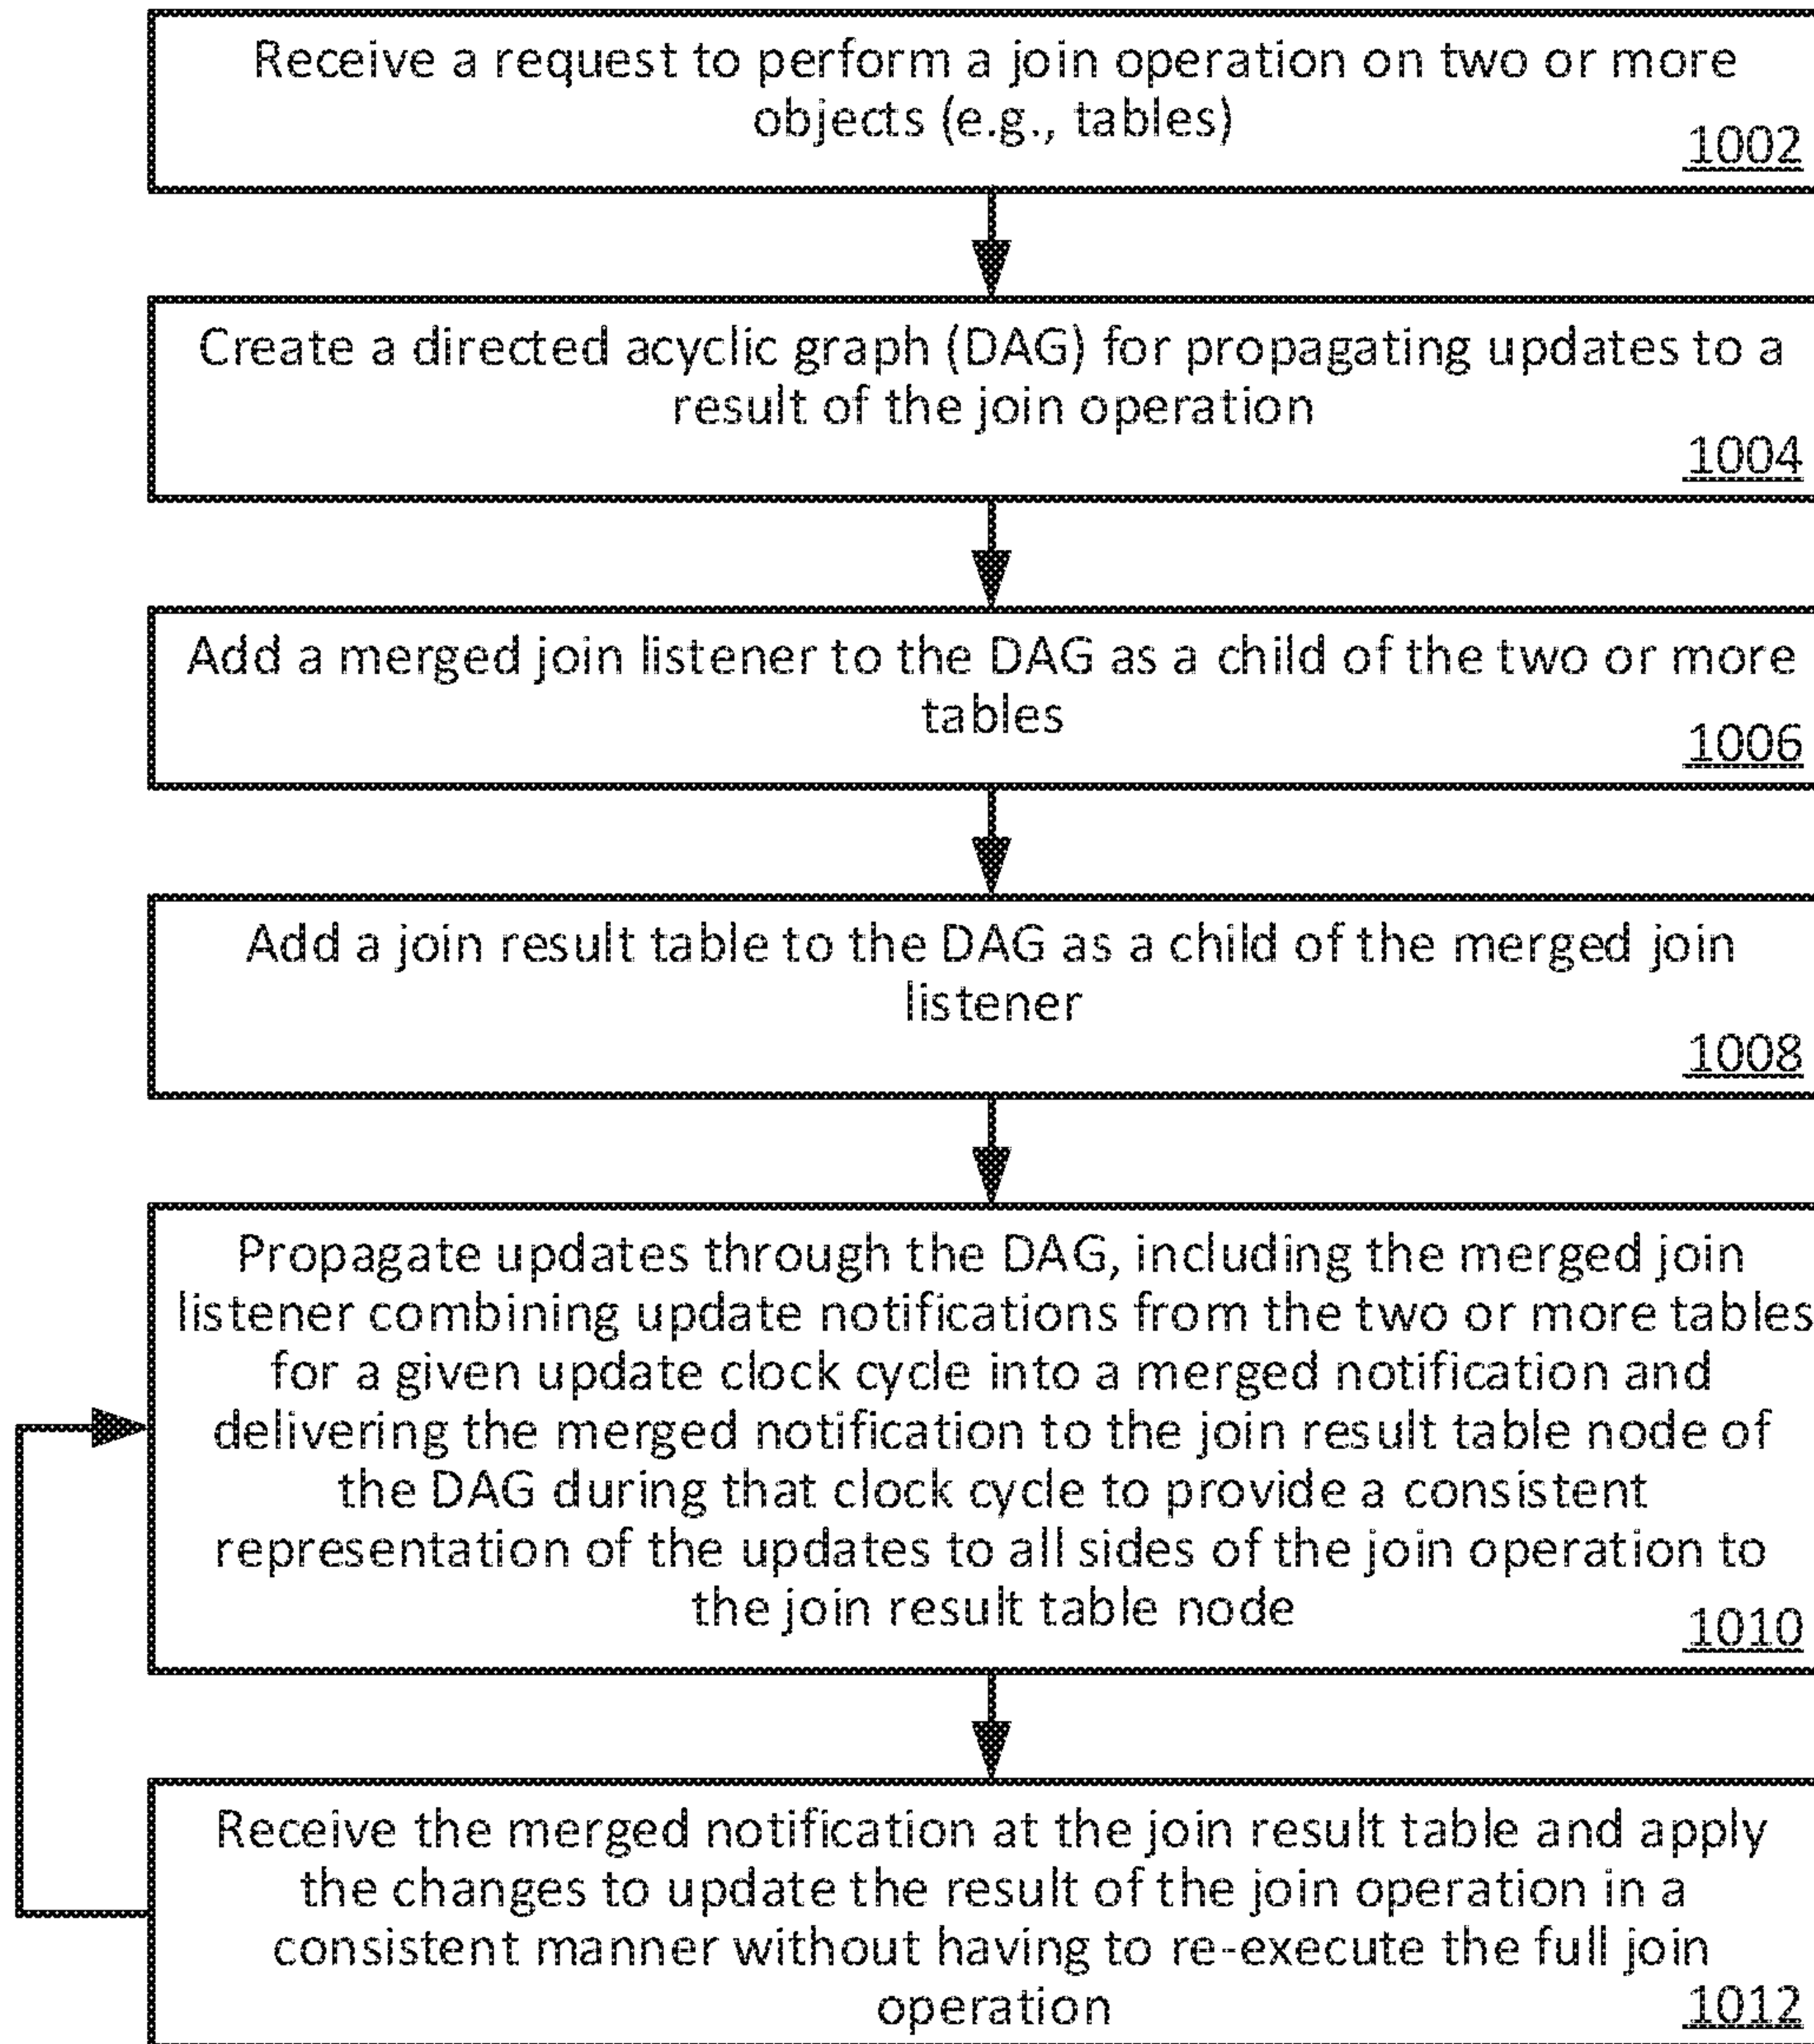 Receive a request to perform a join operation on two or more
objects (e.g., tables)
1002
Create a directed acyclic graph (DAG) for propagating updates to a
result of the join operation
1004
Add a merged join listener to the DAG as a child of the two or more
tables
1006
Add a join result table to the DAG as a child of the merged join
listener
1008
Propagate updates through the DAG, including the merged join
listener combining update notifications from the two or more tables
for a given update clock cycle into a merged notification and
delivering the merged notification to the join result table node of
the DAG during that clock cycle to provide a consistent
representation of the updates to all sides of the join operation to
the join result table node
1010
Receive the merged notification at the join result table and apply
the changes to update the result of the join operation in a
consistent manner without having to re-execute the full join
operation
1012